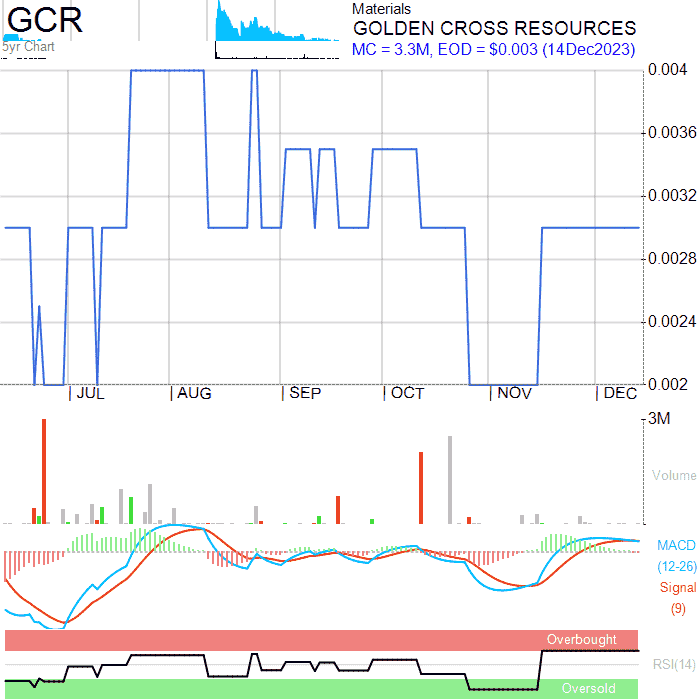 GCR
5yr Chart
Materials
GOLDEN CROSS RESOURCES
MC = 3.3M, EOD = $0.003 (14Dec2023)
0.004
0.0036
0.0032
0.0028
0.0024
0.002
JUL AUG SEP OCT NOV DEC
3M
Volume
MACD
(12-26)
Signal
(9)
Overbought
RSI(14)
Oversold